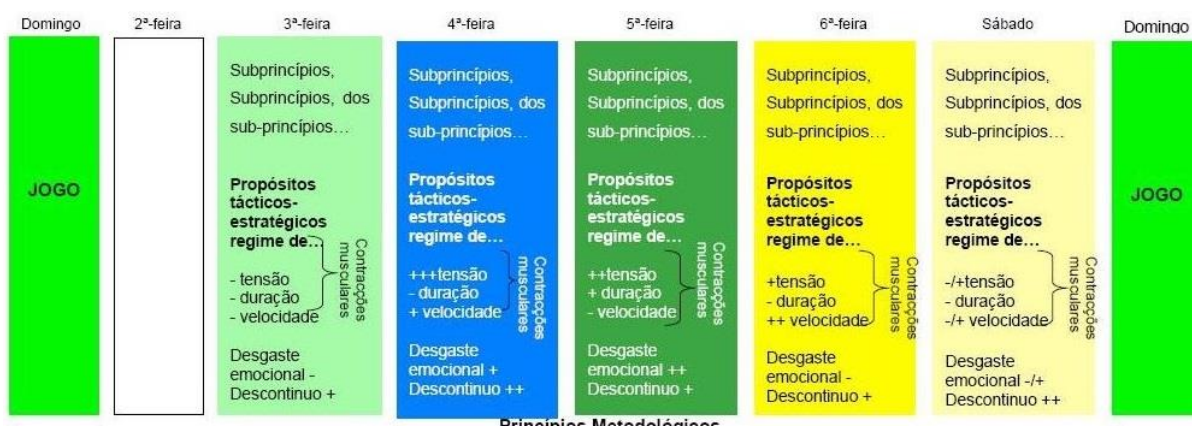 Domingo
2ª-feira
3ª-feira
4ª-feira
5ª-feira
6ª-feira
Sábado
Domingo
JOGO
Subprincípios,
Subprincípios, dos
sub-princípios...
Propósitos
tácticos-
estratégicos
regime de...
- tensão
- duração
- velocidade
Contracções
musculares
Desgaste
emocional -
Descontinuo +
Subprincípios,
Subprincípios, dos
sub-princípios...
Propósitos
tácticos-
estratégicos
regime de...
+++tensão
- duração
+ velocidade
Contracções
musculares
Desgaste
emocional +
Descontinuo ++
Subprincípios,
Subprincípios, dos
sub-princípios...
Propósitos
tácticos-
estratégicos
regime de...
++tensão
+ duração
- velocidade
Contracções
musculares
Desgaste
emocional ++
Descontinuo +
Subprincípios,
Subprincípios, dos
sub-princípios...
Propósitos
tácticos-
estratégicos
regime de...
+tensão
- duração
++ velocidade
Contracções
musculares
Desgaste
emocional -
Descontinuo +
Subprincípios,
Subprincípios, dos
sub-princípios...
Propósitos
tácticos-
estratégicos
regime de...
-/+tensão
- duração
-/+ velocidade
Contracções
musculares
Desgaste
emocional -/+
Descontinuo ++
JOGO
Princípios Metodológicos